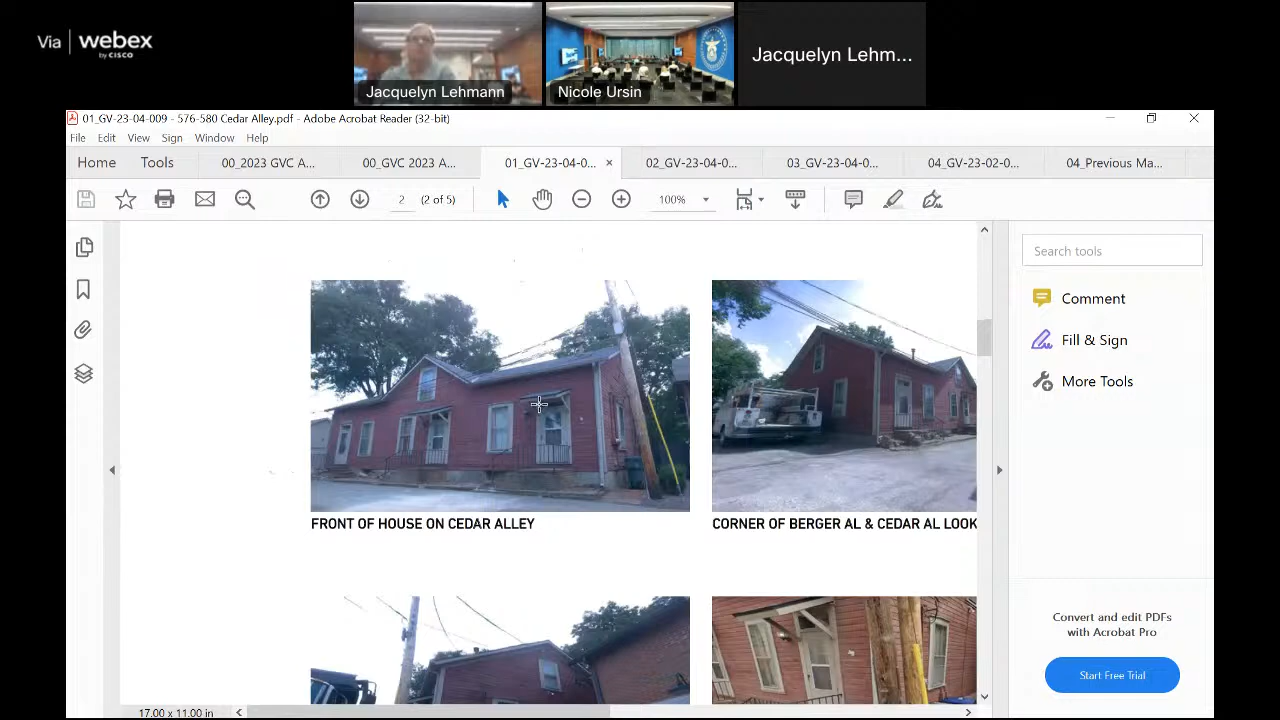 Via | webex
by CISCO
Jacquelyn Lehmann
Nicole Ursin
Jacquelyn Lehm...
01_GV-23-04-009 - 576-580 Cedar Alley.pdf - Adobe Acrobat Reader (32-bit)
File Edit View Sign Window Help
Home Tools 00_2023 GVC A... 00_GVC 2023 A... 01_GV-23-04-0... × 02_GV-23-04-0... 03_GV-23-04-0... 04_GV-23-02-0... 04_Previous Ma...
2 (2 of 5) 100%
Search tools
Comment
Fill & Sign
More Tools
FRONT OF HOUSE ON CEDAR ALLEY
CORNER OF BERGER AL & CEDAR AL LOOK
Convert and edit PDFs
with Acrobat Pro
Start Free Trial
17.00 x 11.00 in